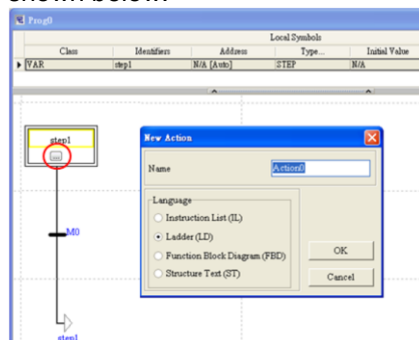 shown below.
Prog0
Local Symbols
Class Identifiers Address Type... Initial Value
VAR step1 N/A [Auto] STEP N/A
step1
New Action
Name Action0
Language
Instruction List (IL)
Ladder (LD)
Function Block Diagram (FBD)
Structure Text (ST)
OK
Cancel
M0
step1